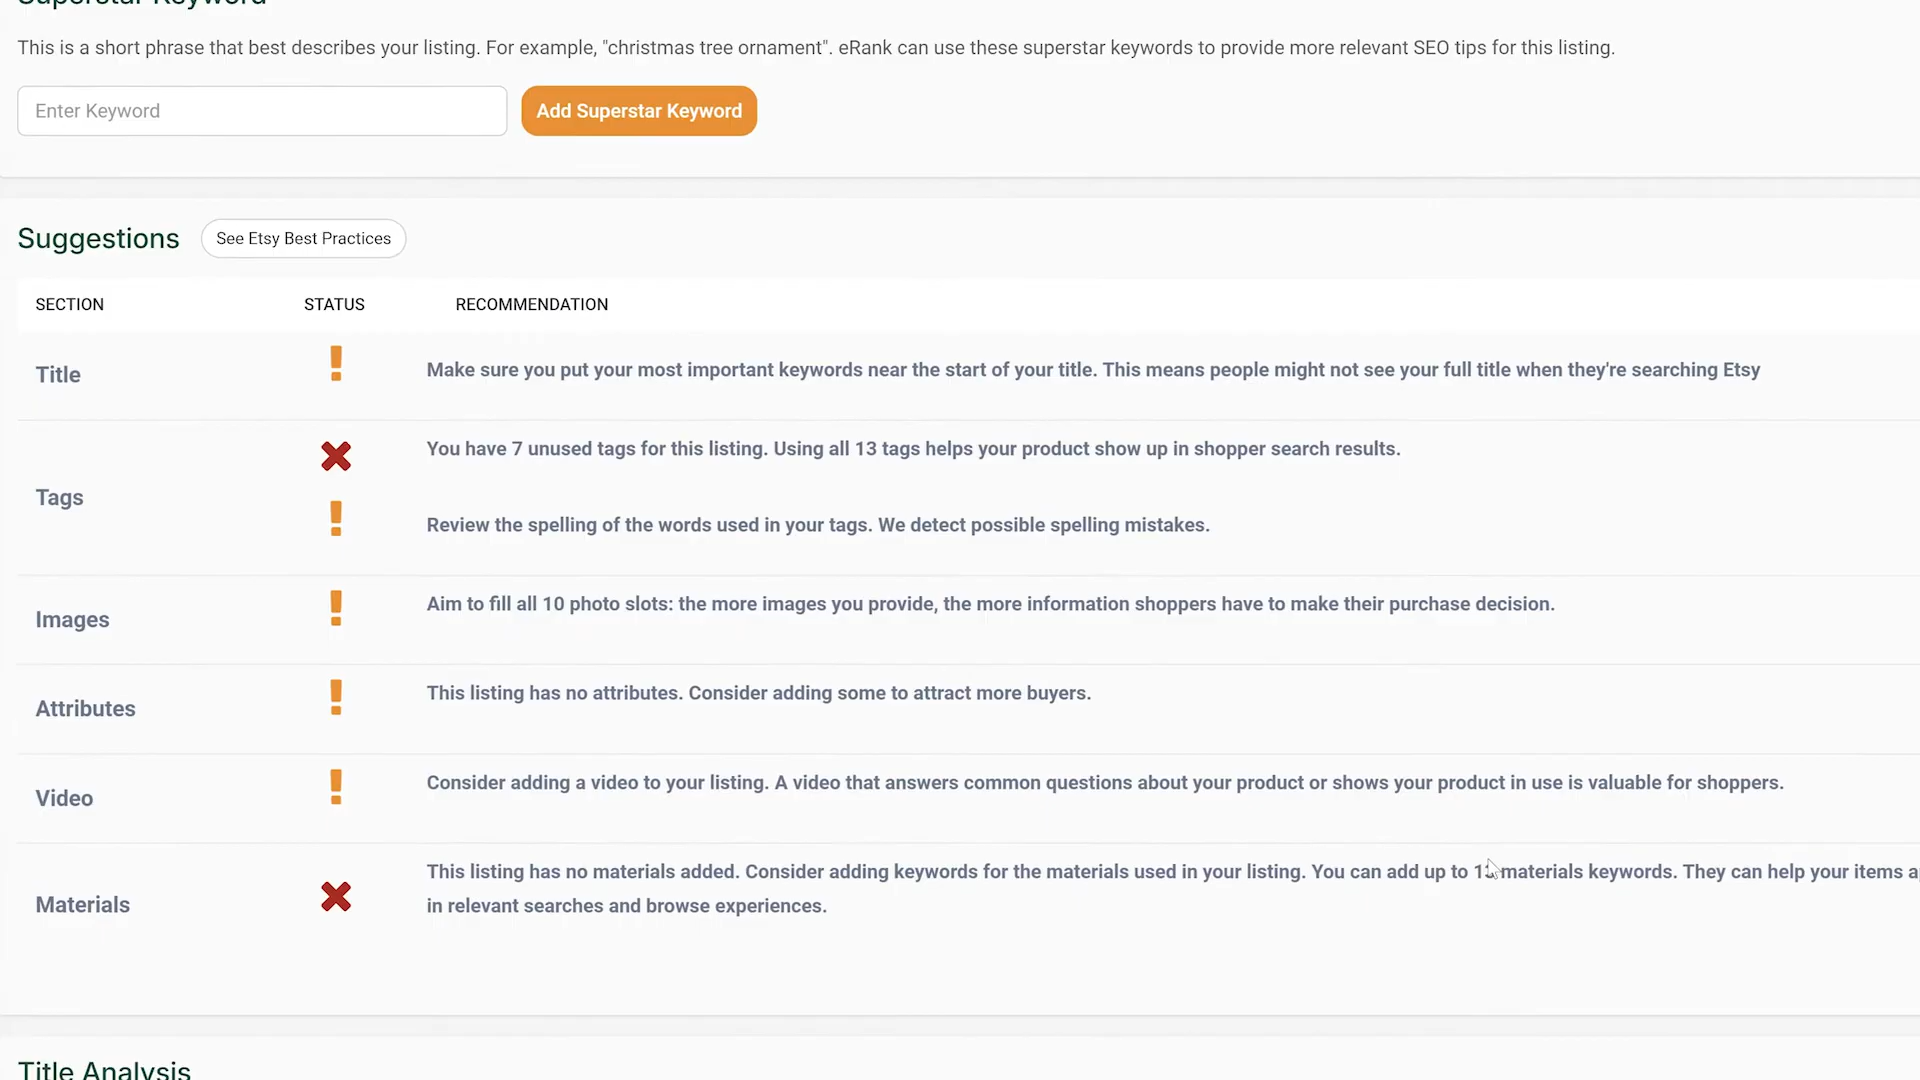 Superstar Keyword
This is a short phrase that best describes your listing. For example, "christmas tree ornament". eRank can use these superstar keywords to provide more relevant SEO tips for this listing.
Enter Keyword
Add Superstar Keyword
Suggestions
See Etsy Best Practices
SECTION STATUS RECOMMENDATION
Title
Make sure you put your most important keywords near the start of your title. This means people might not see your full title when they're searching Etsy
Tags
You have 7 unused tags for this listing. Using all 13 tags helps your product show up in shopper search results.
Review the spelling of the words used in your tags. We detect possible spelling mistakes.
Images
Aim to fill all 10 photo slots: the more images you provide, the more information shoppers have to make their purchase decision.
Attributes
This listing has no attributes. Consider adding some to attract more buyers.
Video
Consider adding a video to your listing. A video that answers common questions about your product or shows your product in use is valuable for shoppers.
Materials
This listing has no materials added. Consider adding keywords for the materials used in your listing. You can add up to materials keywords. They can help your items
in relevant searches and browse experiences.
Title Analysis